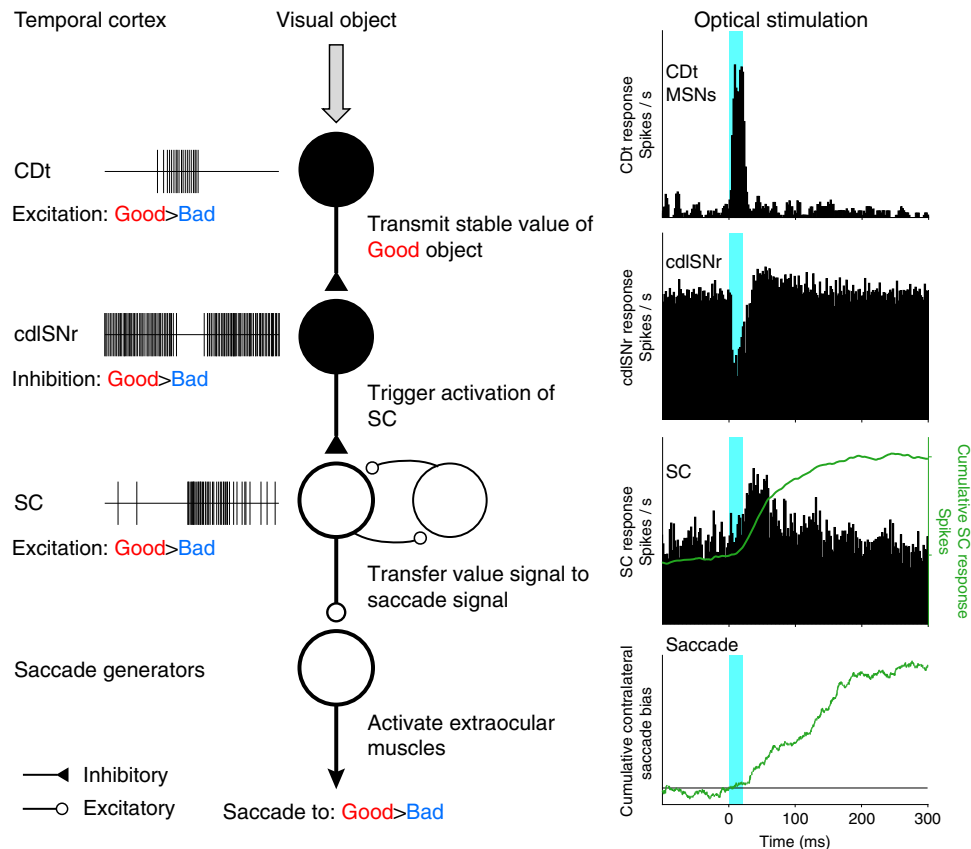 Temporal cortex
Visual object
CDt
Excitation: Good>Bad
Transmit stable value of
Good object
cdlSNr
Inhibition: Good>Bad
Trigger activation of
SC
SC
Excitation: Good>Bad
Transfer value signal to
saccade signal
Saccade generators
Activate extraocular
muscles
Inhibitory
Excitatory
Saccade to: Good>Bad
Optical stimulation
CDt
MSNs
CDt response
Spikes / s
cdlSNr
cdlSNr response
Spikes / s
SC
SC response
Spikes / s
Cumulative SC response
Spikes
Saccade
Cumulative contralateral
saccade bias
0 100 200 300
Time (ms)